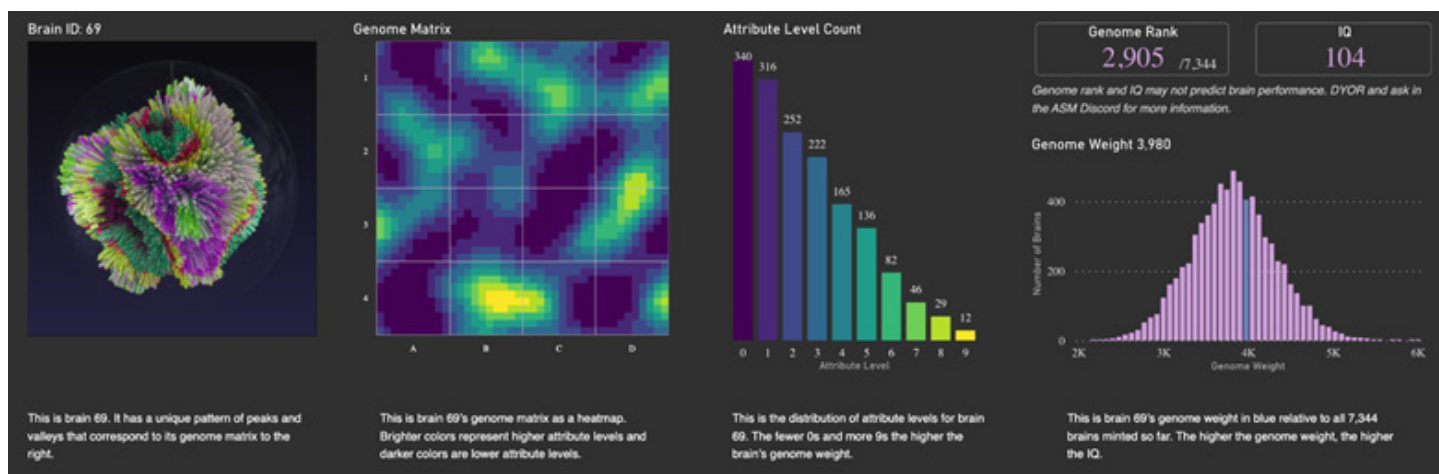 Brain ID: 69
Genome Matrix
1
2
3
4
A B C D
Attribute Level Count
340
316
252
222
165
136
82
46
29
12
0 1 2 3 4 5 6 7 8 9
Attribute Level
Genome Rank
2,905 /7,344
IQ
104
Genome rank and IQ may not predict brain performance. DYOR and ask in
the ASM Discord for more information.
Genome Weight 3,980
Number of Brains
400
200
0
2K 3K 4K 5K 6K
Genome Weight
This is brain 69. It has a unique pattern of peaks and
valleys that correspond to its genome matrix to the
right.
This is brain 69's genome matrix as a heatmap.
Brighter colors represent higher attribute levels and
darker colors are lower attribute levels.
This is the distribution of attribute levels for brain
69. The fewer 0s and more 9s the higher the
brain's genome weight.
This is brain 69's genome weight in blue relative to all 7,344
brains minted so far. The higher the genome weight, the higher
the IQ.